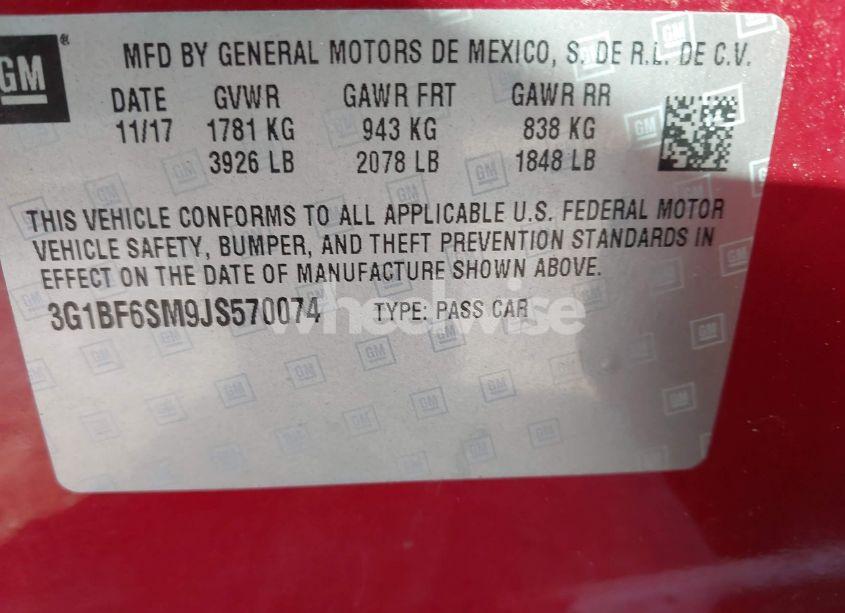 GM ®
MFD BY GENERAL MOTORS DE MEXICO, S. DE R.L. DE C.V.
DATE GVWR GAWR FRT GAWR RR
11/17 1781 KG 943 KG 838 KG
3926 LB 2078 LB 1848 LB
THIS VEHICLE CONFORMS TO ALL APPLICABLE U.S. FEDERAL MOTOR
VEHICLE SAFETY, BUMPER, AND THEFT PREVENTION STANDARDS IN
EFFECT ON THE DATE OF MANUFACTURE SHOWN ABOVE.
3G1BF6SM9JS570074 TYPE: PASS CAR
wheelwise